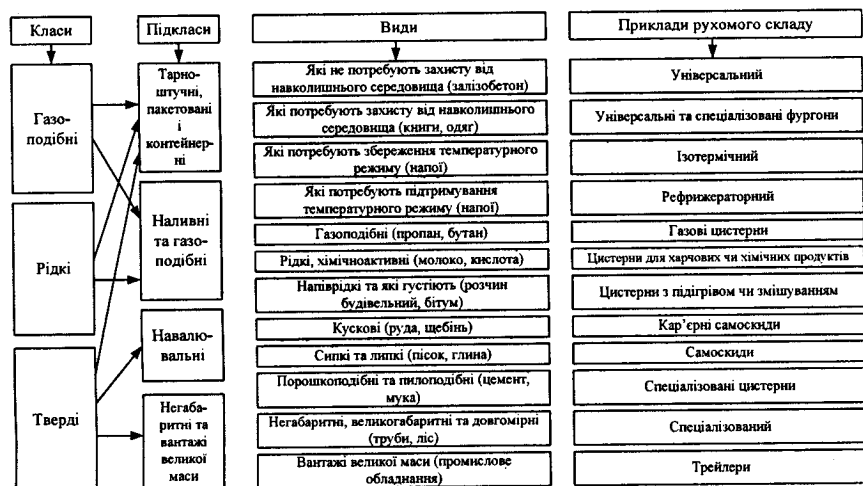 Класи
Підкласи
Види
Приклади рухомого складу
Газо-
подібні
Рідкі
Тверді
Тарно-
штучні,
пакетовані
і
контейнер-
ні
Наливні
та газо-
подібні
Навалю-
вальні
Негаба-
ритні та
вантажі
великої
маси
Які не потребують захисту від
навколишнього середовища (залізобетон)
Які потребують захисту від навколишнього
середовища (книги, одяг)
Які потребують збереження температурного
режиму (напої)
Які потребують підтримування
температурного режиму (напої)
Газоподібні (пропан, бутан)
Рідкі, хімічноактивні (молоко, кислота)
Напіврідкі та які густіють (розчин
будівельний, бітум)
Кускові (руда, щебінь)
Сипкі та липкі (пісок, глина)
Порошкоподібні та пилоподібні (цемент,
мука)
Негабаритні, великогабаритні та довгомірні
(труби, ліс)
Вантажі великої маси (промислове
обладнання)
Універсальний
Універсальні та спеціалізовані фургони
Ізотермічний
Рефрижераторний
Газові цистерни
Цистерни для харчових чи хімічних продуктів
Цистерни з підігрівом чи змішуванням
Кар’єрні самоскиди
Самоскиди
Спеціалізовані цистерни
Спеціалізований
Трейлери